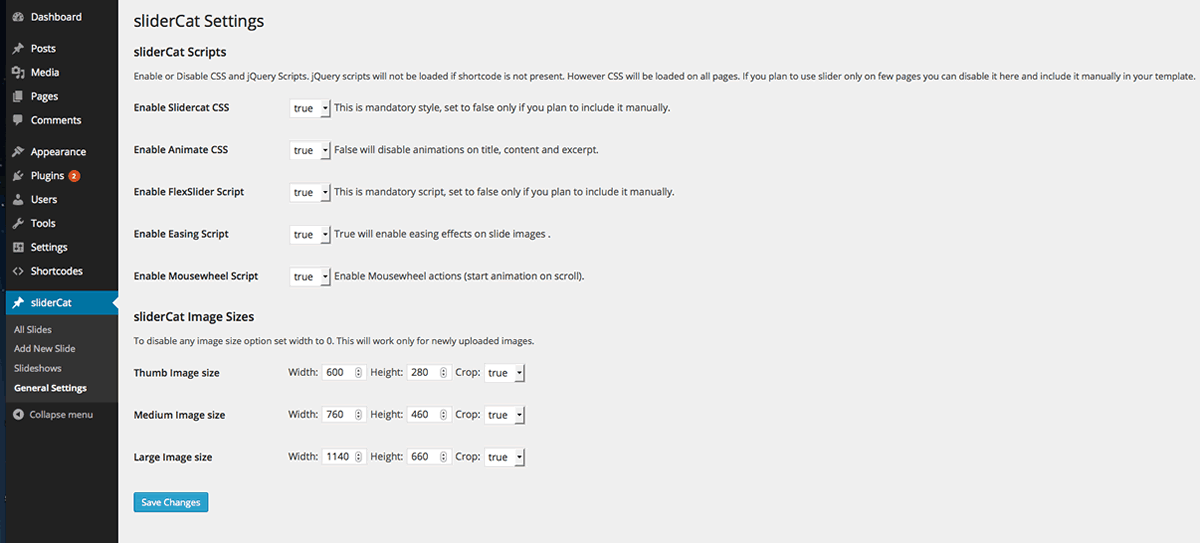 Dashboard
Posts
Media
Pages
Comments
Appearance
Plugins 2
Users
Tools
Settings
Shortcodes
sliderCat
All Slides
Add New Slide
Slideshows
General Settings
Collapse menu
sliderCat Settings
sliderCat Scripts
Enable or Disable CSS and jQuery Scripts. jQuery scripts will not be loaded if shortcode is not present. However CSS will be loaded on all pages. If you plan to use slider only on few pages you can disable it here and include it manually in your template.
Enable Slidercat CSS true This is mandatory style, set to false only if you plan to include it manually.
Enable Animate CSS true False will disable animations on title, content and excerpt.
Enable FlexSlider Script true This is mandatory script, set to false only if you plan to include it manually.
Enable Easing Script true True will enable easing effects on slide images .
Enable Mousewheel Script true Enable Mousewheel actions (start animation on scroll).
sliderCat Image Sizes
To disable any image size option set width to 0. This will work only for newly uploaded images.
Thumb Image size Width: 600 Height: 280 Crop: true
Medium Image size Width: 760 Height: 460 Crop: true
Large Image size Width: 1140 Height: 660 Crop: true
Save Changes